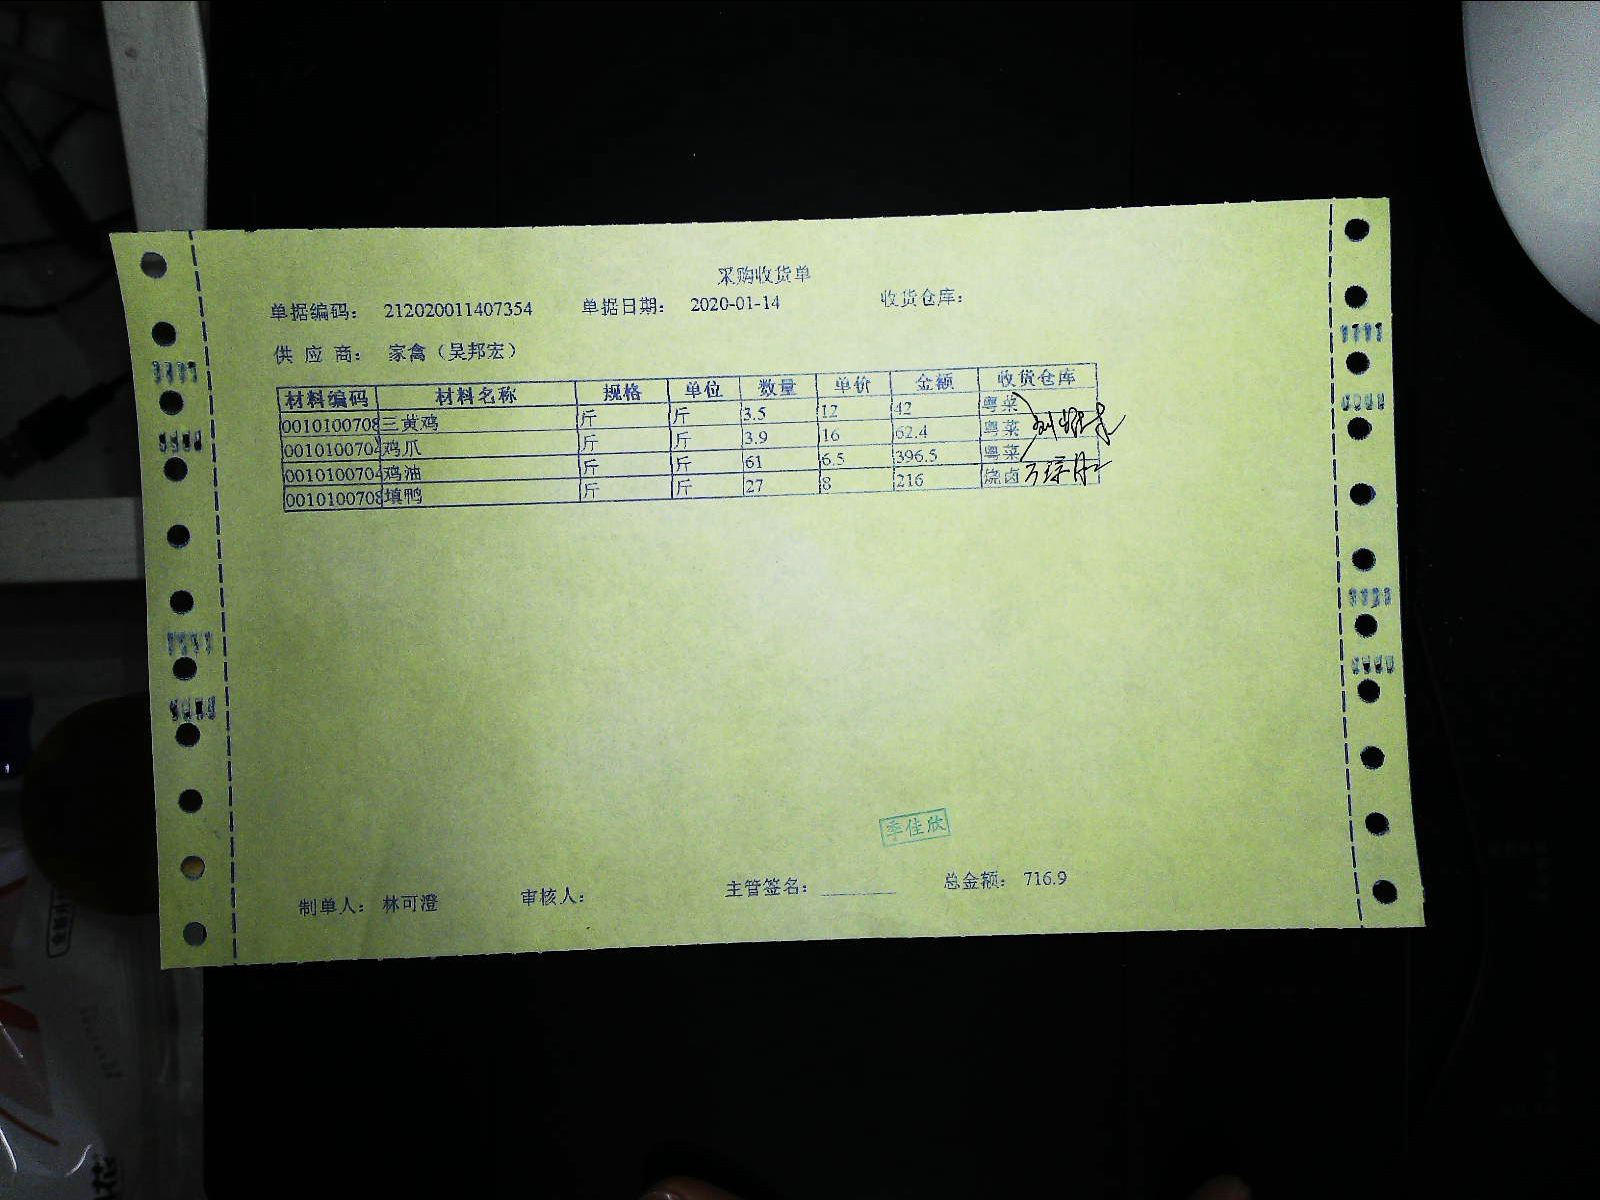 采购收货单
单据编码： 212020011407354 单据日期： 2020-01-14 收货仓库：
供 应 商： 家禽（吴邦宏）
材料编码 材料名称 规格 单位 数量 单价 金额 收货仓库
0010100708 三黄鸡 斤 斤 3.5 12 42 粤菜
0010100704 鸡爪 斤 斤 3.9 16 62.4 粤菜
0010100704 鸡油 斤 斤 61 6.5 396.5 粤菜
0010100708 填鸭 斤 斤 27 8 216 烧卤
季佳欣
制单人： 林可澄 审核人： 主管签名： 总金额： 716.9